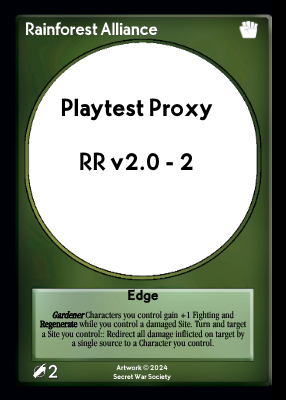 Rainforest Alliance
Playtest Proxy
RR v2.0 - 2
Edge
Gardener Characters you control gain +1 Fighting and
Regenerate while you control a damaged Site. Turn and target
a Site you control:: Redirect all damage inflicted on target by
a single source to a Character you control.
2
Artwork © 2024
Secret War Society